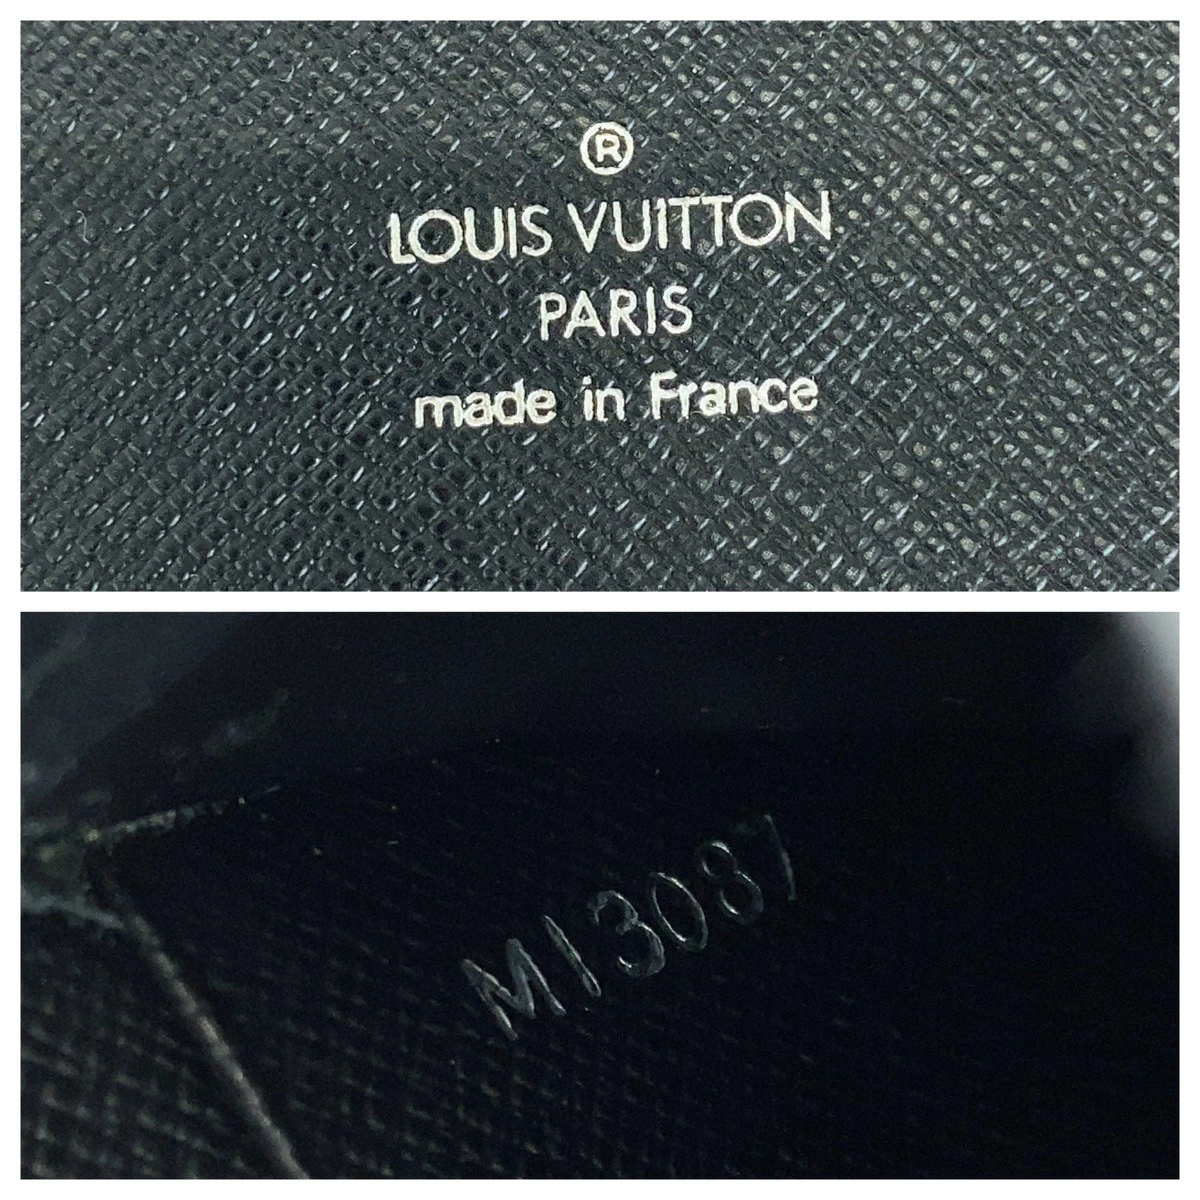 ®
LOUIS VUITTON
PARIS
made in France
MI3087